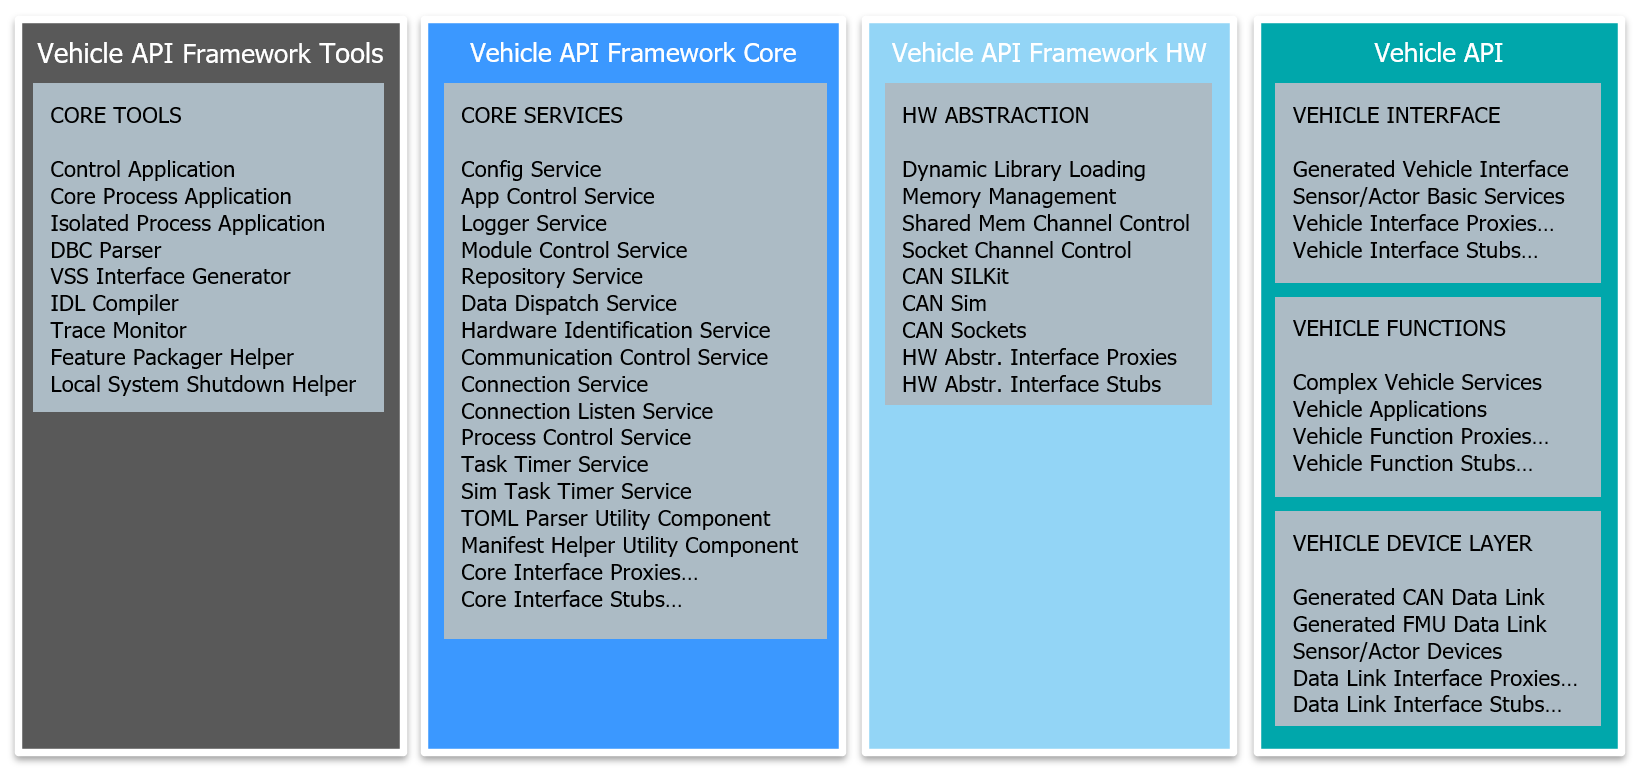 Vehicle API Framework Tools
CORE TOOLS
Control Application
Core Process Application
Isolated Process Application
DBC Parser
VSS Interface Generator
IDL Compiler
Trace Monitor
Feature Packager Helper
Local System Shutdown Helper
Vehicle API Framework Core
CORE SERVICES
Config Service
App Control Service
Logger Service
Module Control Service
Repository Service
Data Dispatch Service
Hardware Identification Service
Communication Control Service
Connection Service
Connection Listen Service
Process Control Service
Task Timer Service
Sim Task Timer Service
TOML Parser Utility Component
Manifest Helper Utility Component
Core Interface Proxies...
Core Interface Stubs...
Vehicle API Framework HW
HW ABSTRACTION
Dynamic Library Loading
Memory Management
Shared Mem Channel Control
Socket Channel Control
CAN SILKit
CAN Sim
CAN Sockets
HW Abstr. Interface Proxies
HW Abstr. Interface Stubs
Vehicle API
VEHICLE INTERFACE
Generated Vehicle Interface
Sensor/Actor Basic Services
Vehicle Interface Proxies...
Vehicle Interface Stubs...
VEHICLE FUNCTIONS
Complex Vehicle Services
Vehicle Applications
Vehicle Function Proxies...
Vehicle Function Stubs...
VEHICLE DEVICE LAYER
Generated CAN Data Link
Generated FMU Data Link
Sensor/Actor Devices
Data Link Interface Proxies...
Data Link Interface Stubs...